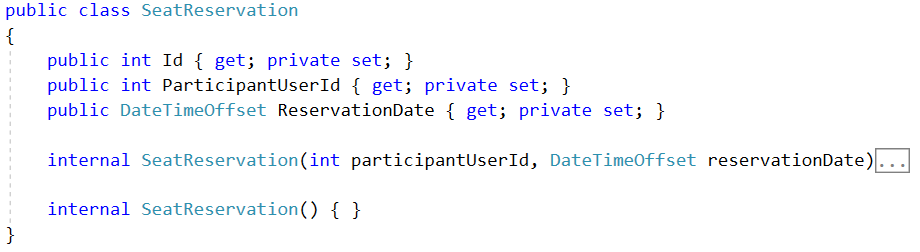 public class SeatReservation
{
    public int Id { get; private set; }
    public int ParticipantUserId { get; private set; }
    public DateTimeOffset ReservationDate { get; private set; }
    internal SeatReservation(int participantUserId, DateTimeOffset reservationDate)...
    internal SeatReservation() { }
}